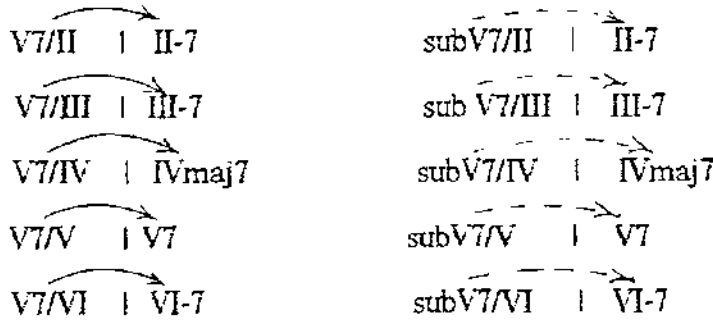 V7/II | II-7 subV7/II | II-7
V7/III | III-7 sub V7/III | III-7
V7/IV | IVmaj7 subV7/IV | IVmaj7
V7/V | V7 subV7/V | V7
V7/VI | VI-7 subV7/VI | VI-7